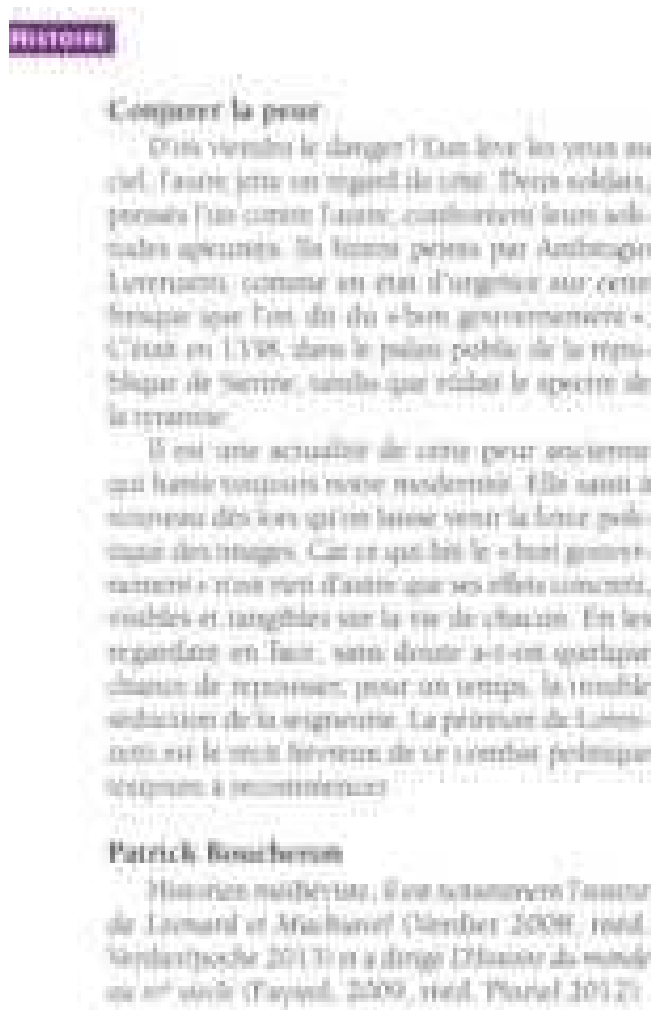 HISTOIRE
Conjurer la peur
D'où viendra le danger ? L'un lève les yeux au
ciel, l'autre jette un regard de côté. Deux soldats,
pressés l'un contre l'autre, confrontent leurs soli-
tudes apeurées. Ils furent peints par Ambrogio
Lorenzetti, comme en état d'urgence sur cette
fresque que l'on dit du « bon gouvernement ».
C'était en 1338, dans le palais public de la répu-
blique de Sienne, tandis que rôdait le spectre de
la tyrannie.
Il est une actualité de cette peur ancienne
qui hante toujours notre modernité. Elle saisit à
nouveau dès lors qu'on laisse venir la force poli-
tique des images. Car ce qui fait le « bon gouver-
nement » n'est rien d'autre que ses effets concrets,
visibles et tangibles sur la vie de chacun. En les
regardant en face, sans doute a-t-on quelque
chance de repousser, pour un temps, la trouble
séduction de la seigneurie. La peinture de Loren-
zetti est le récit fiévreux de ce combat politique
toujours à recommencer.
Patrick Boucheron
Historien médiéviste, il est notamment l'auteur
de Léonard et Machiavel (Verdier 2008, rééd.
Verdier/poche 2013) et a dirigé L'Histoire du monde
au XVe siècle (Fayard, 2009, rééd. Pluriel 2012).